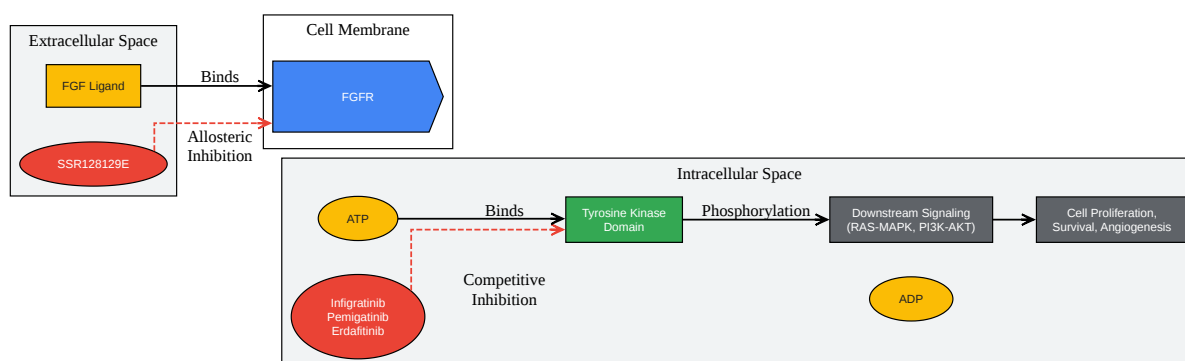 Extracellular Space
FGF Ligand
SSR128129E
Binds
Allosteric
Inhibition
Cell Membrane
FGFR
Intracellular Space
ATP
Binds
Tyrosine Kinase
Domain
Phosphorylation
Downstream Signaling
(RAS-MAPK, PI3K-AKT)
Cell Proliferation,
Survival, Angiogenesis
Infigratinib
Pemigatinib
Erdafitinib
Competitive
Inhibition
ADP